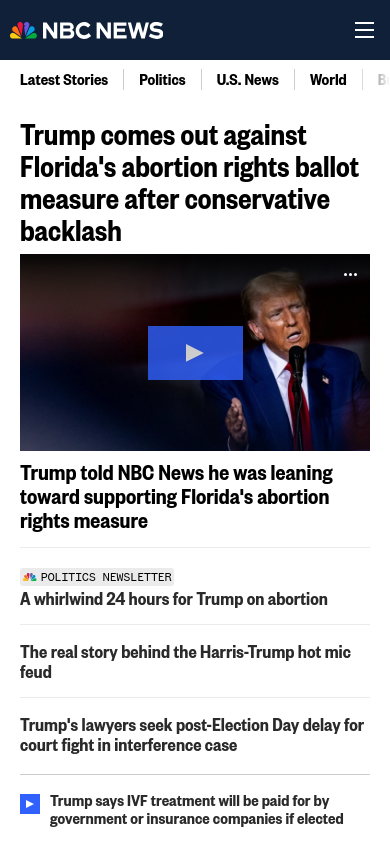 NBC NEWS
Latest Stories
Politics
U.S. News
World
Trump comes out against
Florida's abortion rights ballot
measure after conservative
backlash
Trump told NBC News he was leaning
toward supporting Florida's abortion
rights measure
POLITICS NEWSLETTER
A whirlwind 24 hours for Trump on abortion
The real story behind the Harris-Trump hot mic
feud
Trump's lawyers seek post-Election Day delay for
court fight in interference case
Trump says IVF treatment will be paid for by
government or insurance companies if elected